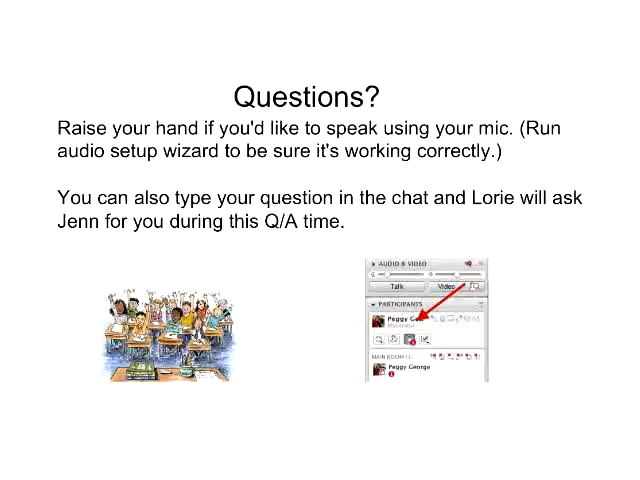 Questions?
Raise your hand if you'd like to speak using your mic. (Run
audio setup wizard to be sure it's working correctly.)
You can also type your question in the chat and Lorie will ask
Jenn for you during this Q/A time.
AUDIO & VIDEO
Talk Video
PARTICIPANTS
Peggy
Moderator
MAIN ROOM
Peggy George